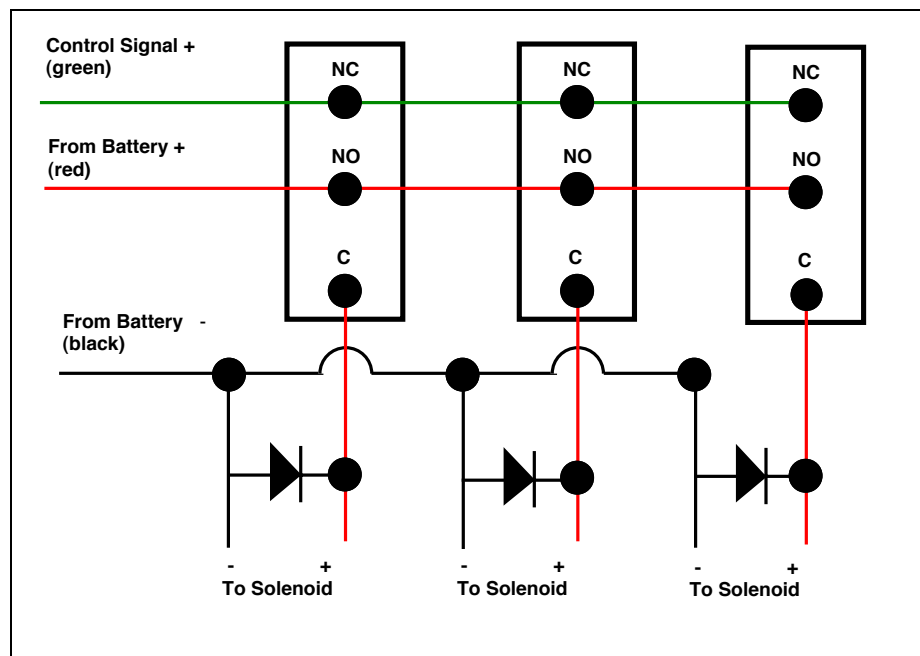 Control Signal +
(green)
NC
NC
NC
From Battery +
(red)
NO
NO
NO
C
C
C
From Battery -
(black)
- +
To Solenoid
- +
To Solenoid
- +
To Solenoid